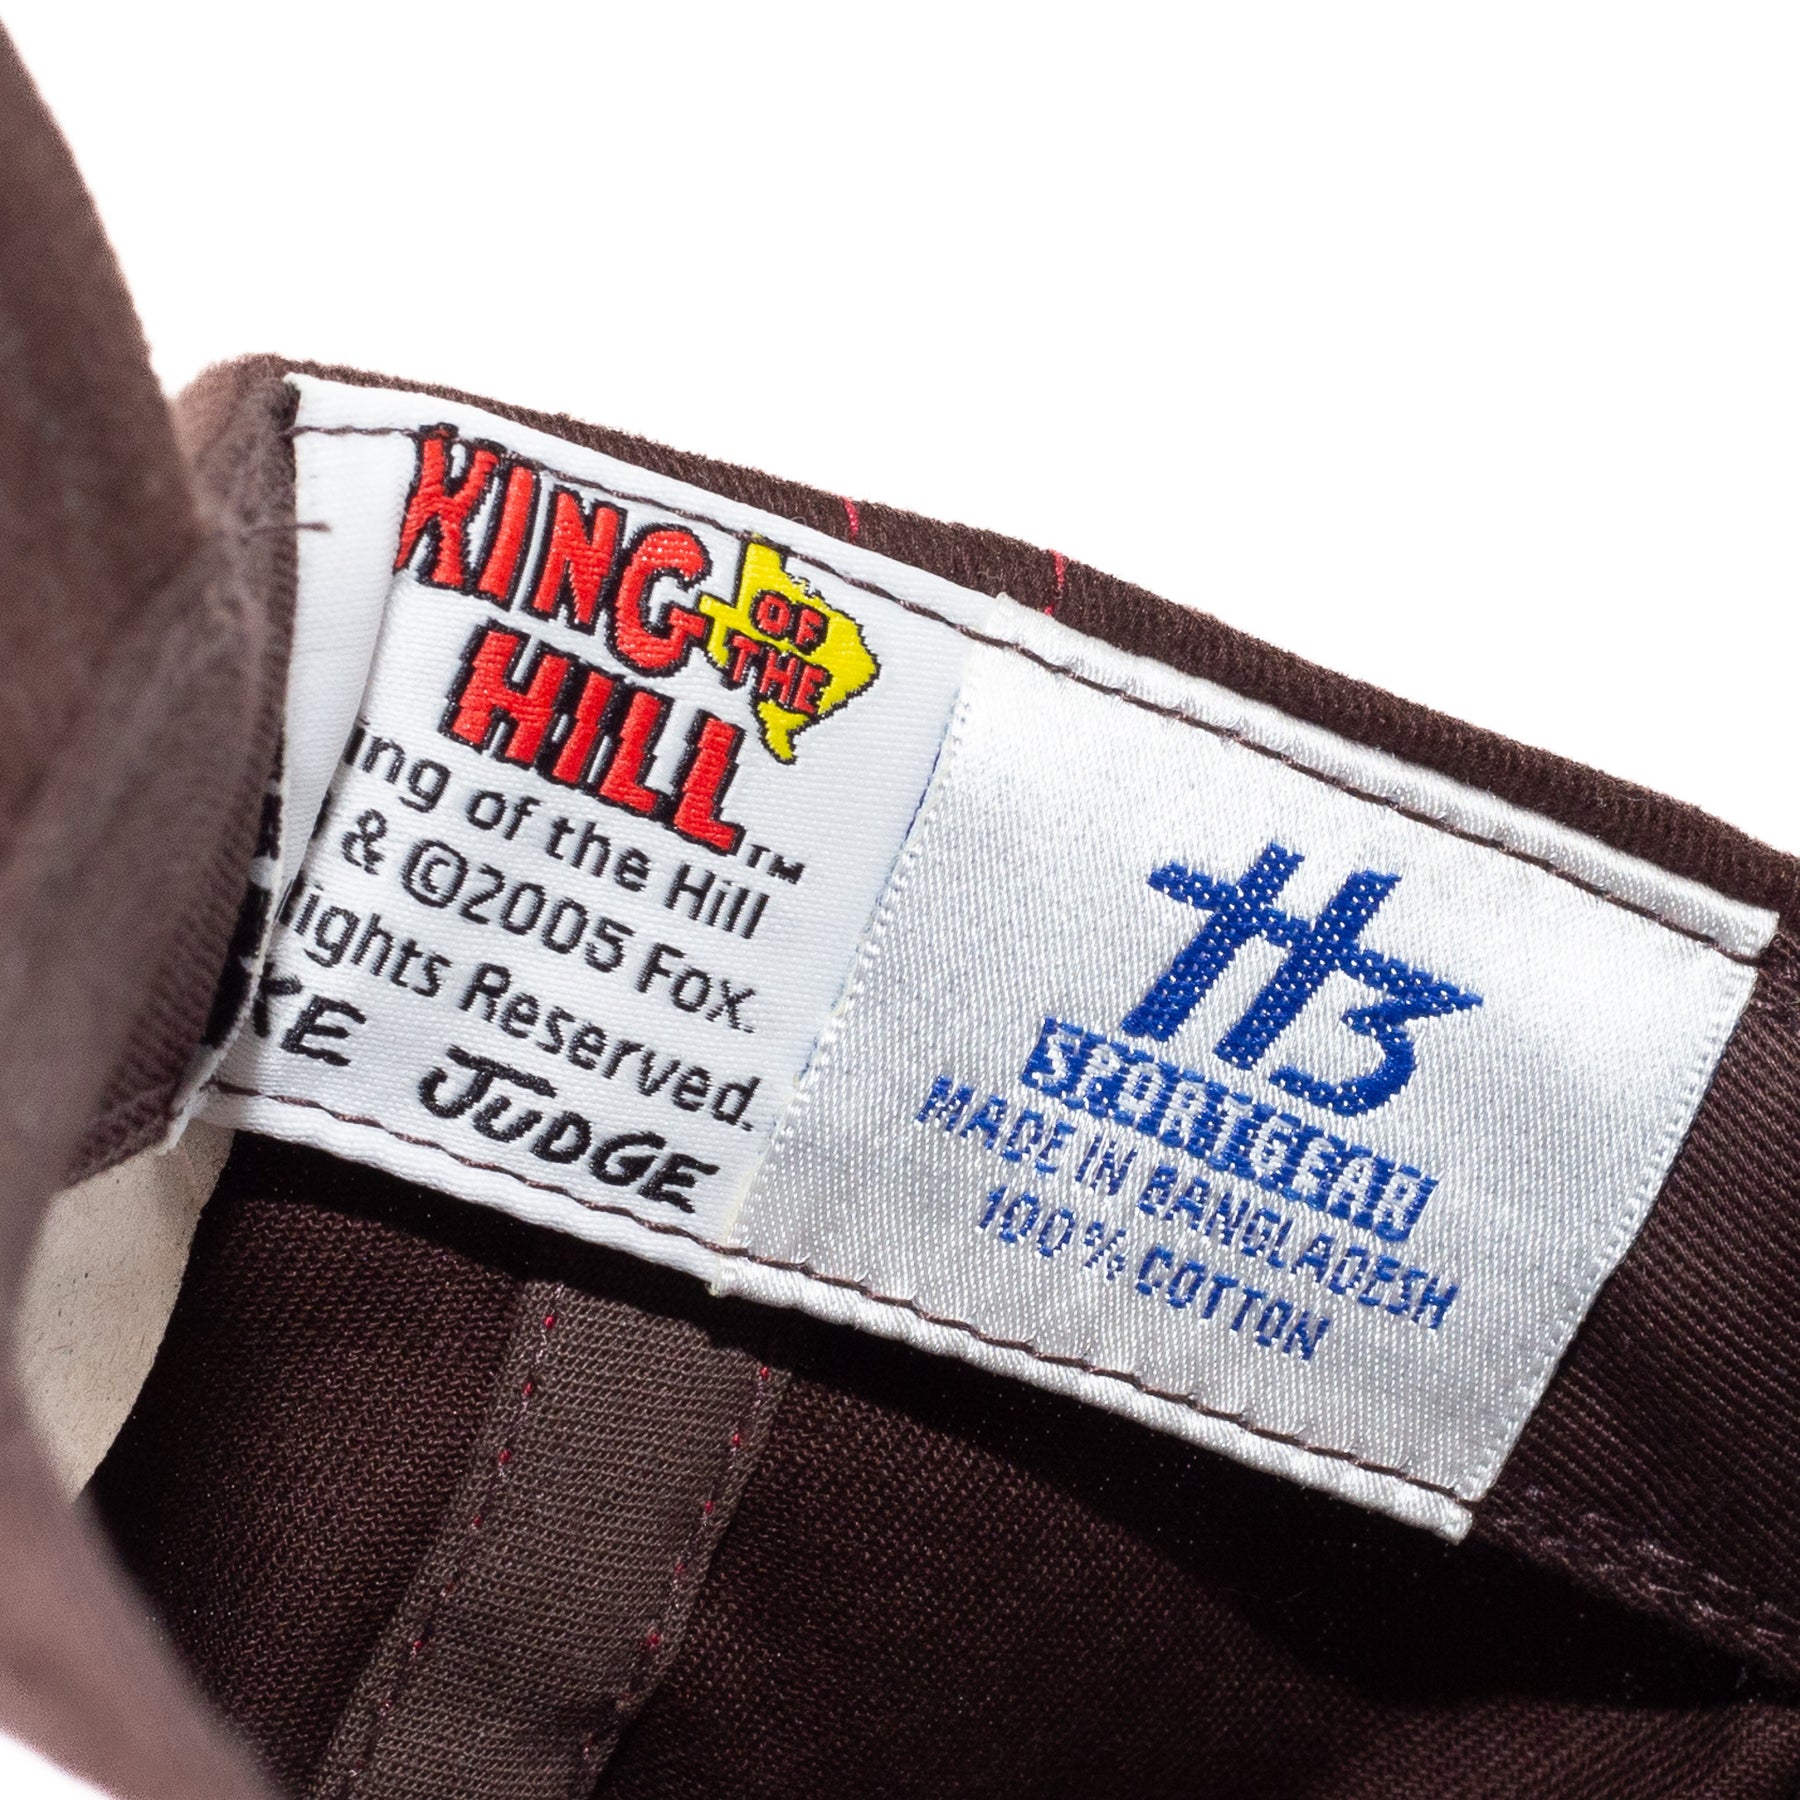 KING
OF
THE
HILL™
ing of the Hill
& ©2005 Fox.
Rights Reserved.
KE JUDGE
H3
SPORTGEAR
MADE IN BANGLADESH
100% COTTON